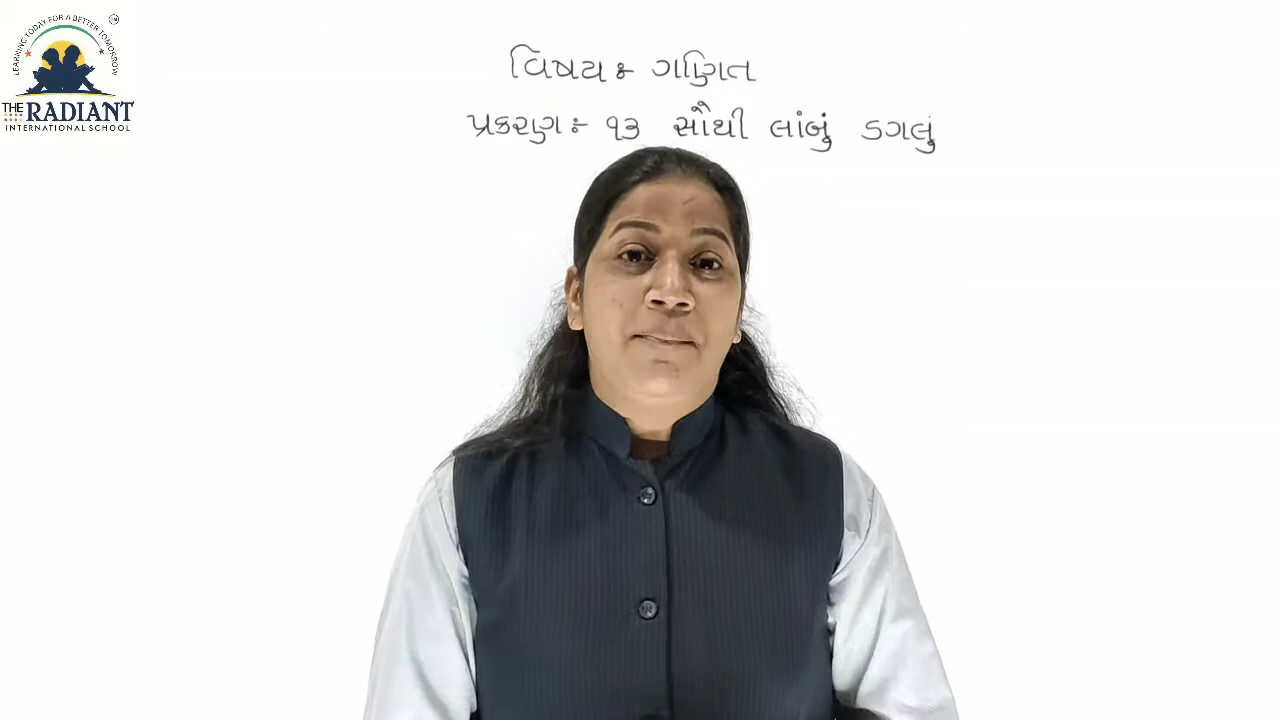 LEARNING TODAY FOR A BETTER TOMORROW
THE RADIANT
INTERNATIONAL SCHOOL
વિષય : ગણિત
પ્રકરણ : ૧૩ સૌથી લાંબું ડગલું